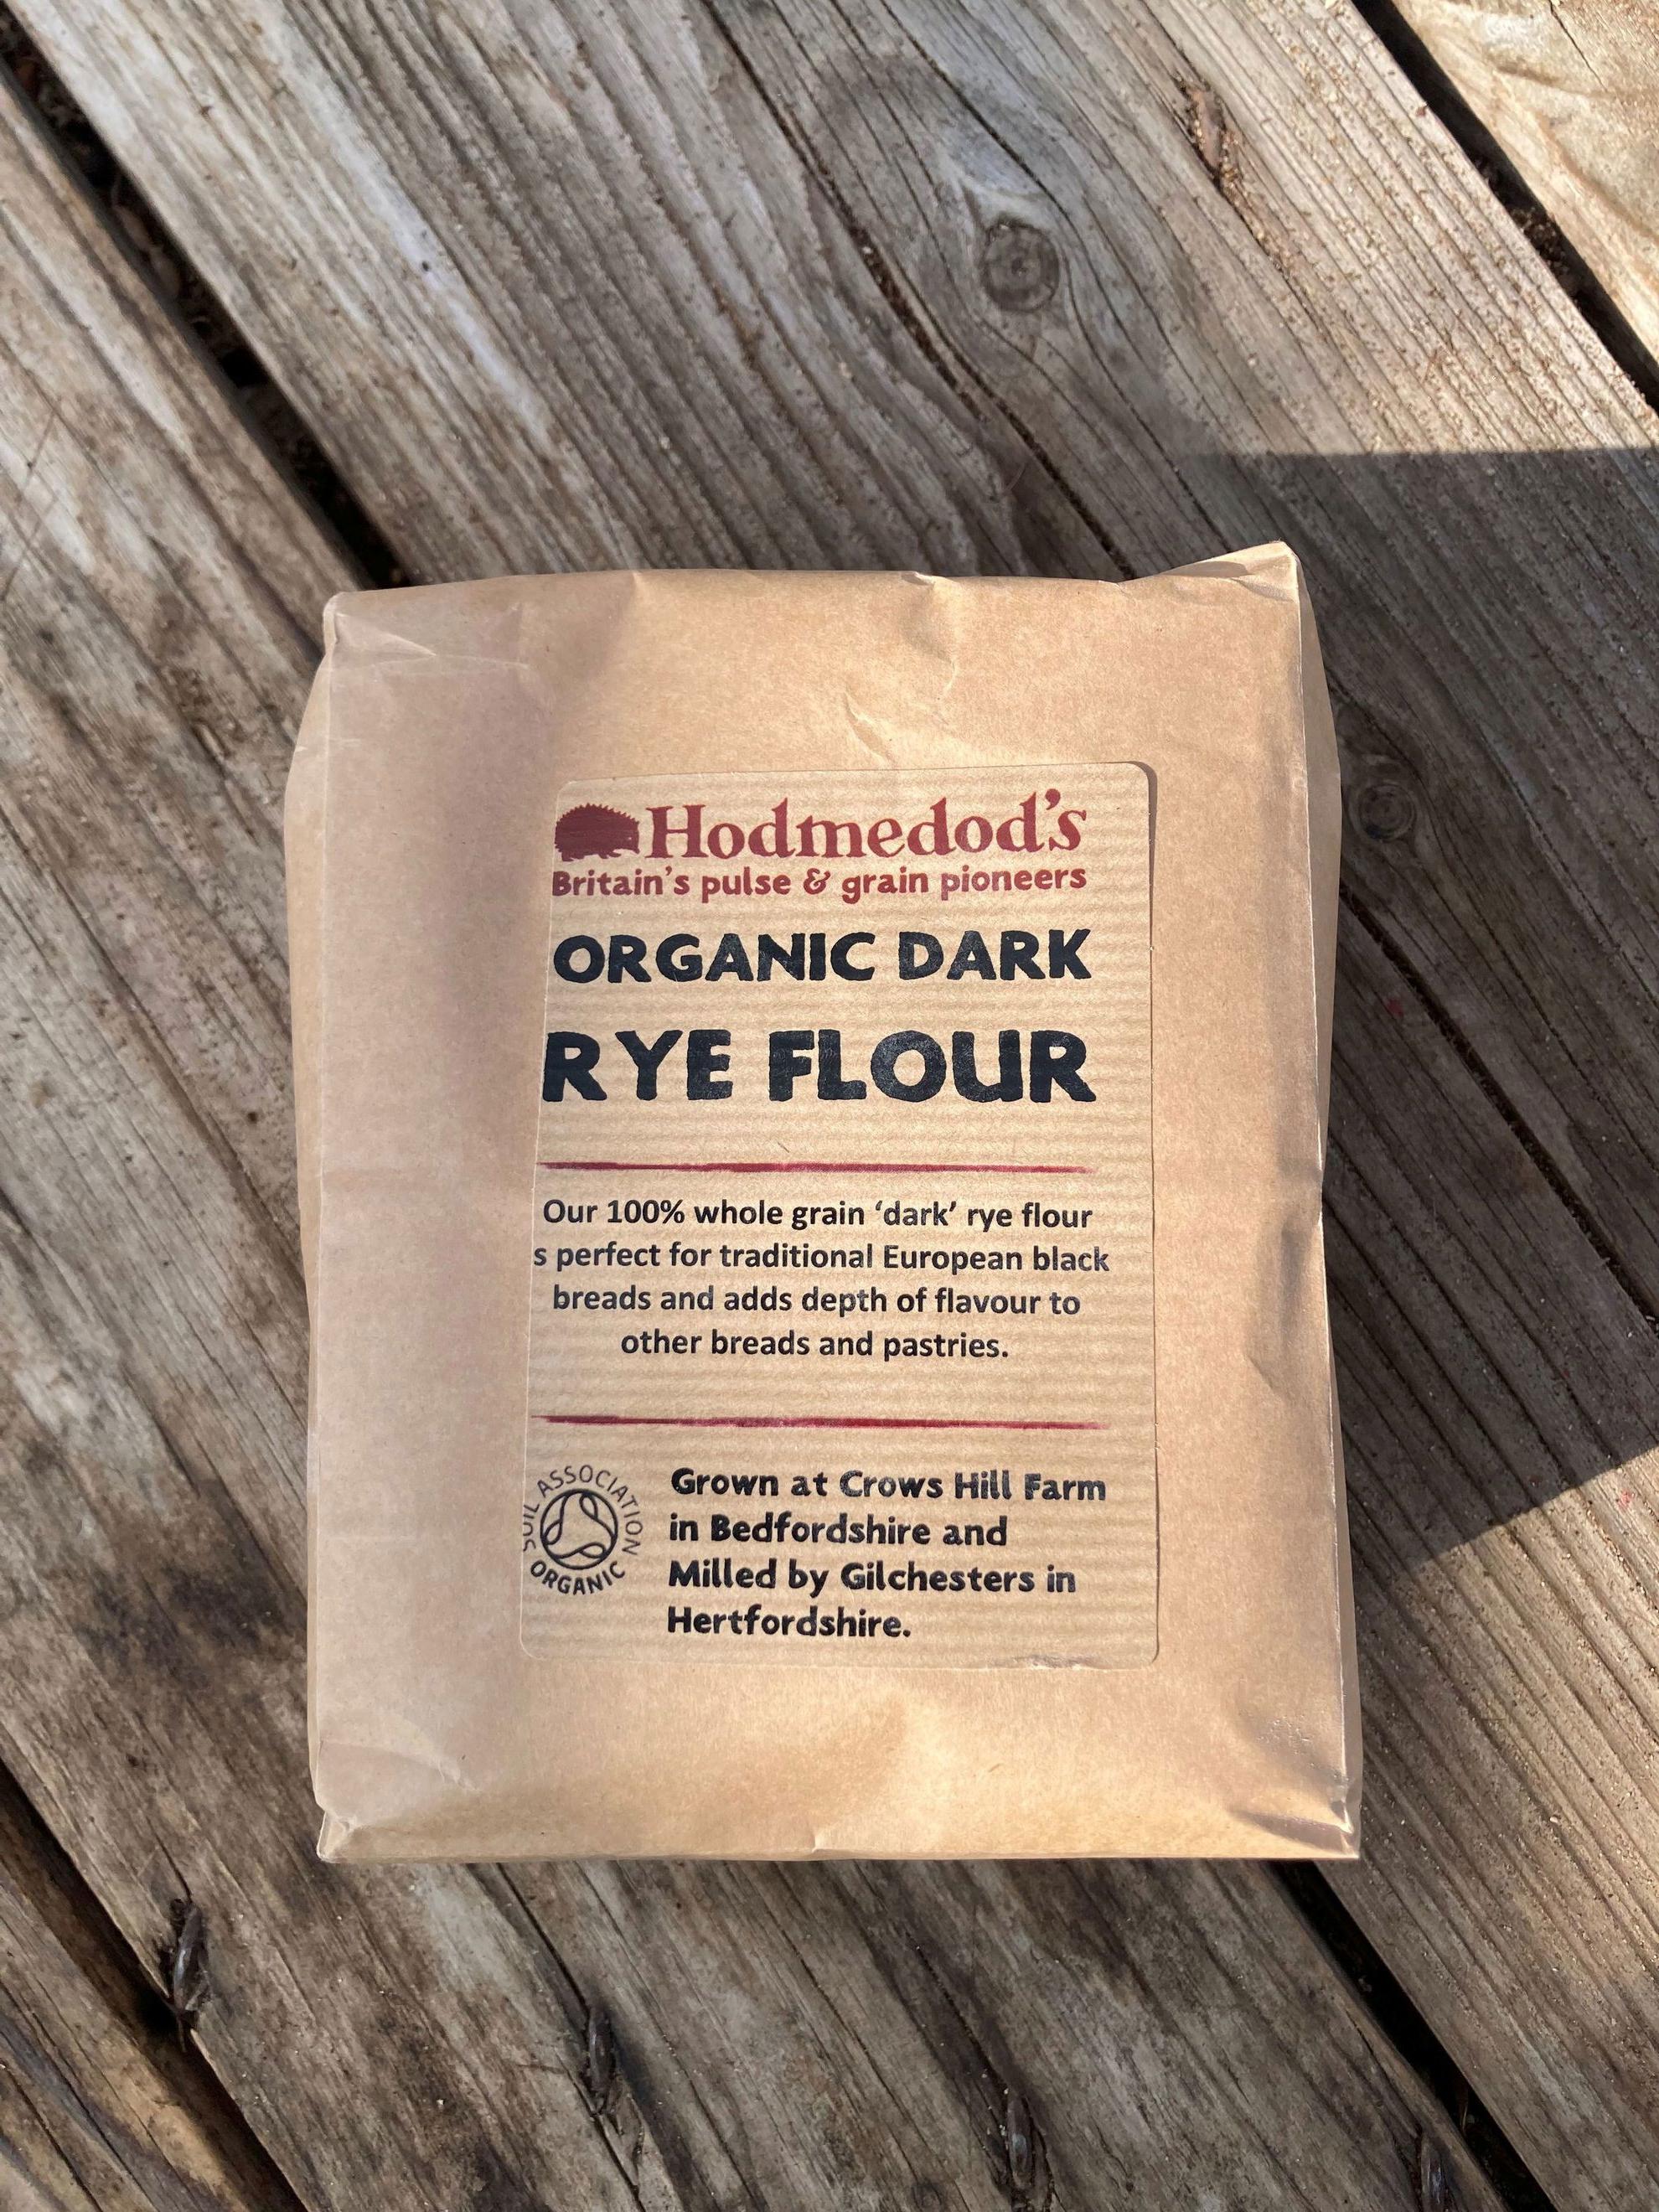 Hodmedod's
Britain's pulse & grain pioneers
ORGANIC DARK
RYE FLOUR
Our 100% whole grain ‘dark’ rye flour
s perfect for traditional European black
breads and adds depth of flavour to
other breads and pastries.
SOIL ASSOCIATION
ORGANIC
Grown at Crows Hill Farm
in Bedfordshire and
Milled by Gilchesters in
Hertfordshire.